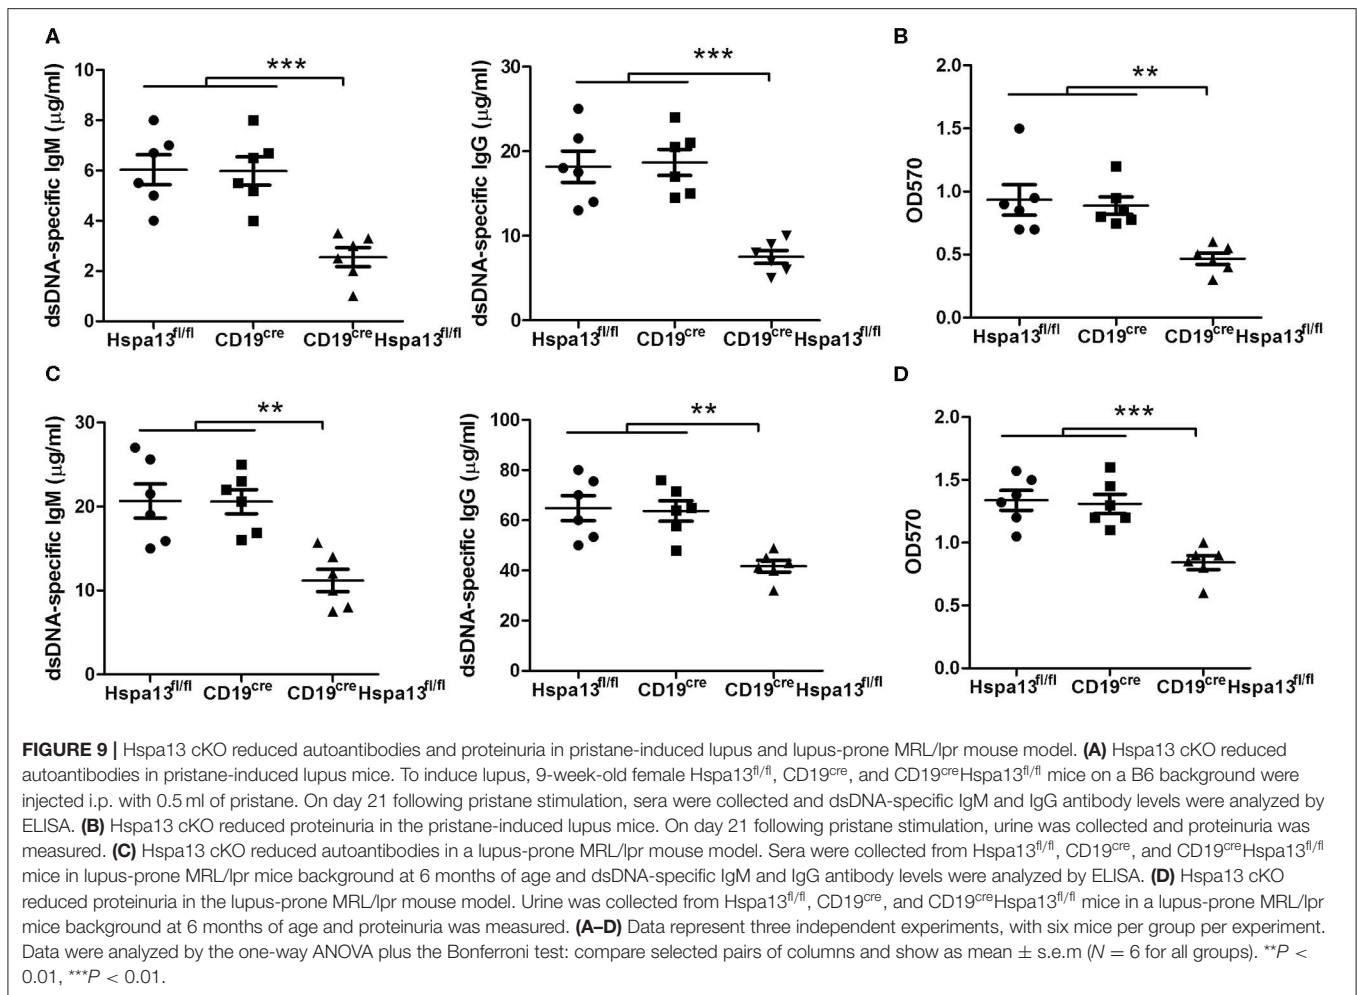 A
dsDNA-specific IgM (μg/ml)
10
8
6
4
2
0
***
Hspa13fl/fl CD19cre CD19creHspa13fl/fl
dsDNA-specific IgG (μg/ml)
30
20
10
0
***
Hspa13fl/fl CD19cre CD19creHspa13fl/fl
B
OD570
2.0
1.5
1.0
0.5
0.0
**
Hspa13fl/fl CD19cre CD19creHspa13fl/fl
C
dsDNA-specific IgM (μg/ml)
30
20
10
0
**
Hspa13fl/fl CD19cre CD19creHspa13fl/fl
dsDNA-specific IgG (μg/ml)
100
80
60
40
20
0
**
Hspa13fl/fl CD19cre CD19creHspa13fl/fl
D
OD570
2.0
1.5
1.0
0.5
0.0
***
Hspa13fl/fl CD19cre CD19creHspa13fl/fl
FIGURE 9 | Hspa13 cKO reduced autoantibodies and proteinuria in pristane-induced lupus and lupus-prone MRL/lpr mouse model. (A) Hspa13 cKO reduced
autoantibodies in pristane-induced lupus mice. To induce lupus, 9-week-old female Hspa13fl/fl, CD19cre, and CD19creHspa13fl/fl mice on a B6 background were
injected i.p. with 0.5 ml of pristane. On day 21 following pristane stimulation, sera were collected and dsDNA-specific IgM and IgG antibody levels were analyzed by
ELISA. (B) Hspa13 cKO reduced proteinuria in the pristane-induced lupus mice. On day 21 following pristane stimulation, urine was collected and proteinuria was
measured. (C) Hspa13 cKO reduced autoantibodies in a lupus-prone MRL/lpr mouse model. Sera were collected from Hspa13fl/fl, CD19cre, and CD19creHspa13fl/fl
mice in lupus-prone MRL/lpr mice background at 6 months of age and dsDNA-specific IgM and IgG antibody levels were analyzed by ELISA. (D) Hspa13 cKO
reduced proteinuria in the lupus-prone MRL/lpr mouse model. Urine was collected from Hspa13fl/fl, CD19cre, and CD19creHspa13fl/fl mice in a lupus-prone MRL/lpr
mice background at 6 months of age and proteinuria was measured. (A–D) Data represent three independent experiments, with six mice per group per experiment.
Data were analyzed by the one-way ANOVA plus the Bonferroni test: compare selected pairs of columns and show as mean ± s.e.m (N = 6 for all groups). **P <
0.01, ***P < 0.01.